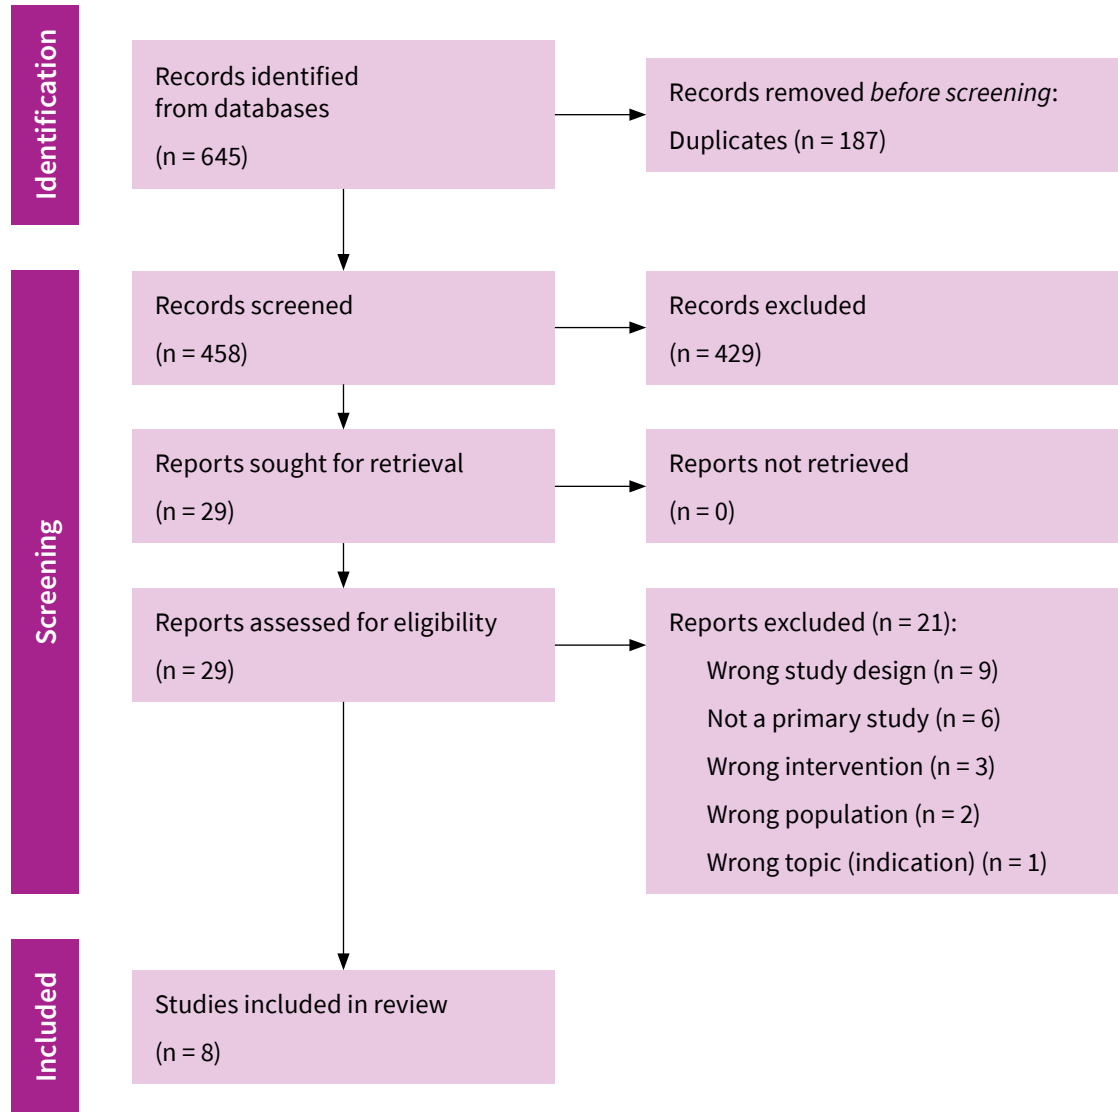 Identification
Records identified
from databases
(n = 645)
Records removed before screening:
Duplicates (n = 187)
Screening
Records screened
(n = 458)
Records excluded
(n = 429)
Reports sought for retrieval
(n = 29)
Reports not retrieved
(n = 0)
Reports assessed for eligibility
(n = 29)
Reports excluded (n = 21):
Wrong study design (n = 9)
Not a primary study (n = 6)
Wrong intervention (n = 3)
Wrong population (n = 2)
Wrong topic (indication) (n = 1)
Included
Studies included in review
(n = 8)